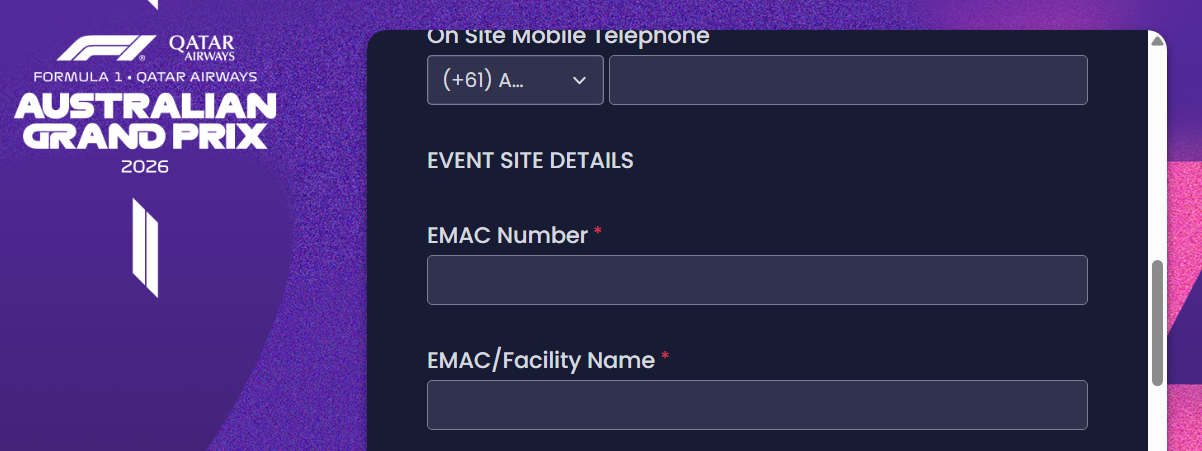 QATAR
AIRWAYS
FORMULA 1 • QATAR AIRWAYS
AUSTRALIAN
GRAND PRIX
2026
On Site Mobile Telephone
(+61) A...
EVENT SITE DETAILS
EMAC Number *
EMAC/Facility Name *